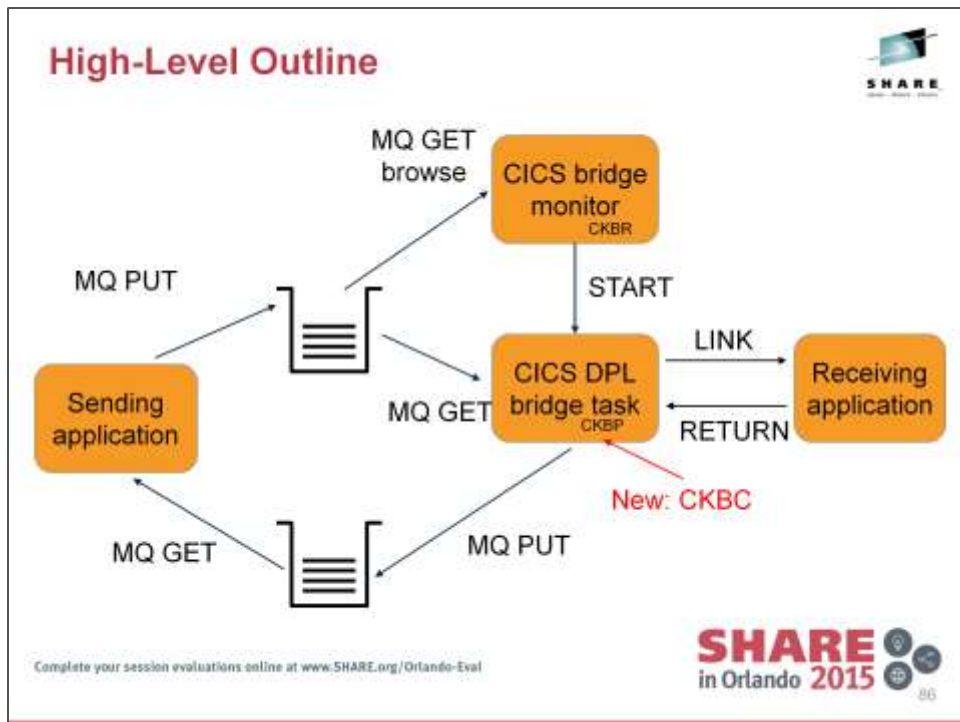 High-Level Outline
SHARE
MQ GET
browse
CICS bridge
monitor
CKBR
MQ PUT
START
LINK
Sending
application
CICS DPL
bridge task
CKBP
Receiving
application
MQ GET
RETURN
New: CKBC
MQ GET
MQ PUT
Complete your session evaluations online at www.SHARE.org/Orlando-Eval
SHARE
in Orlando 2015
86